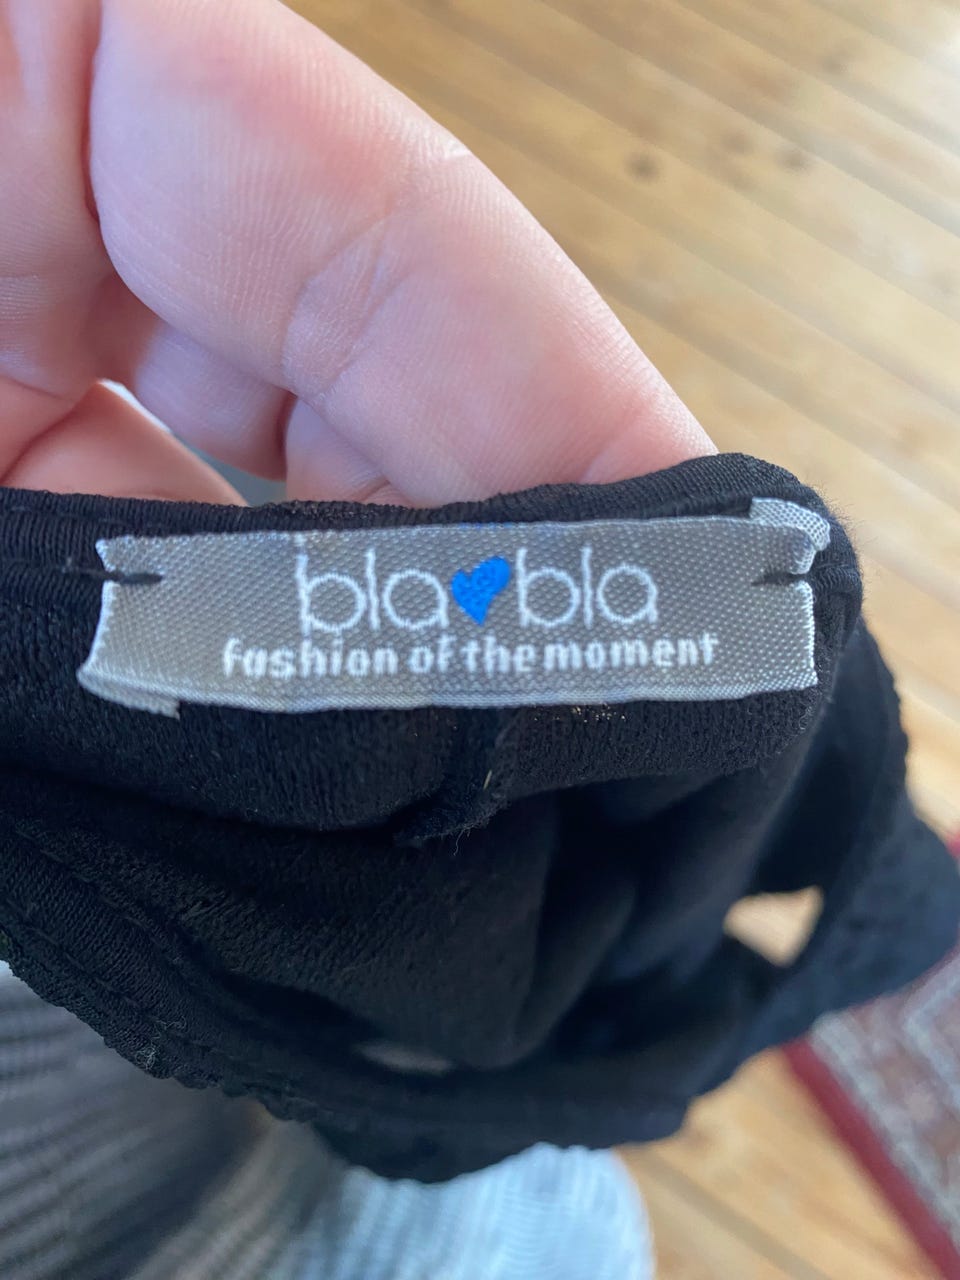 bla bla
fashion of the moment